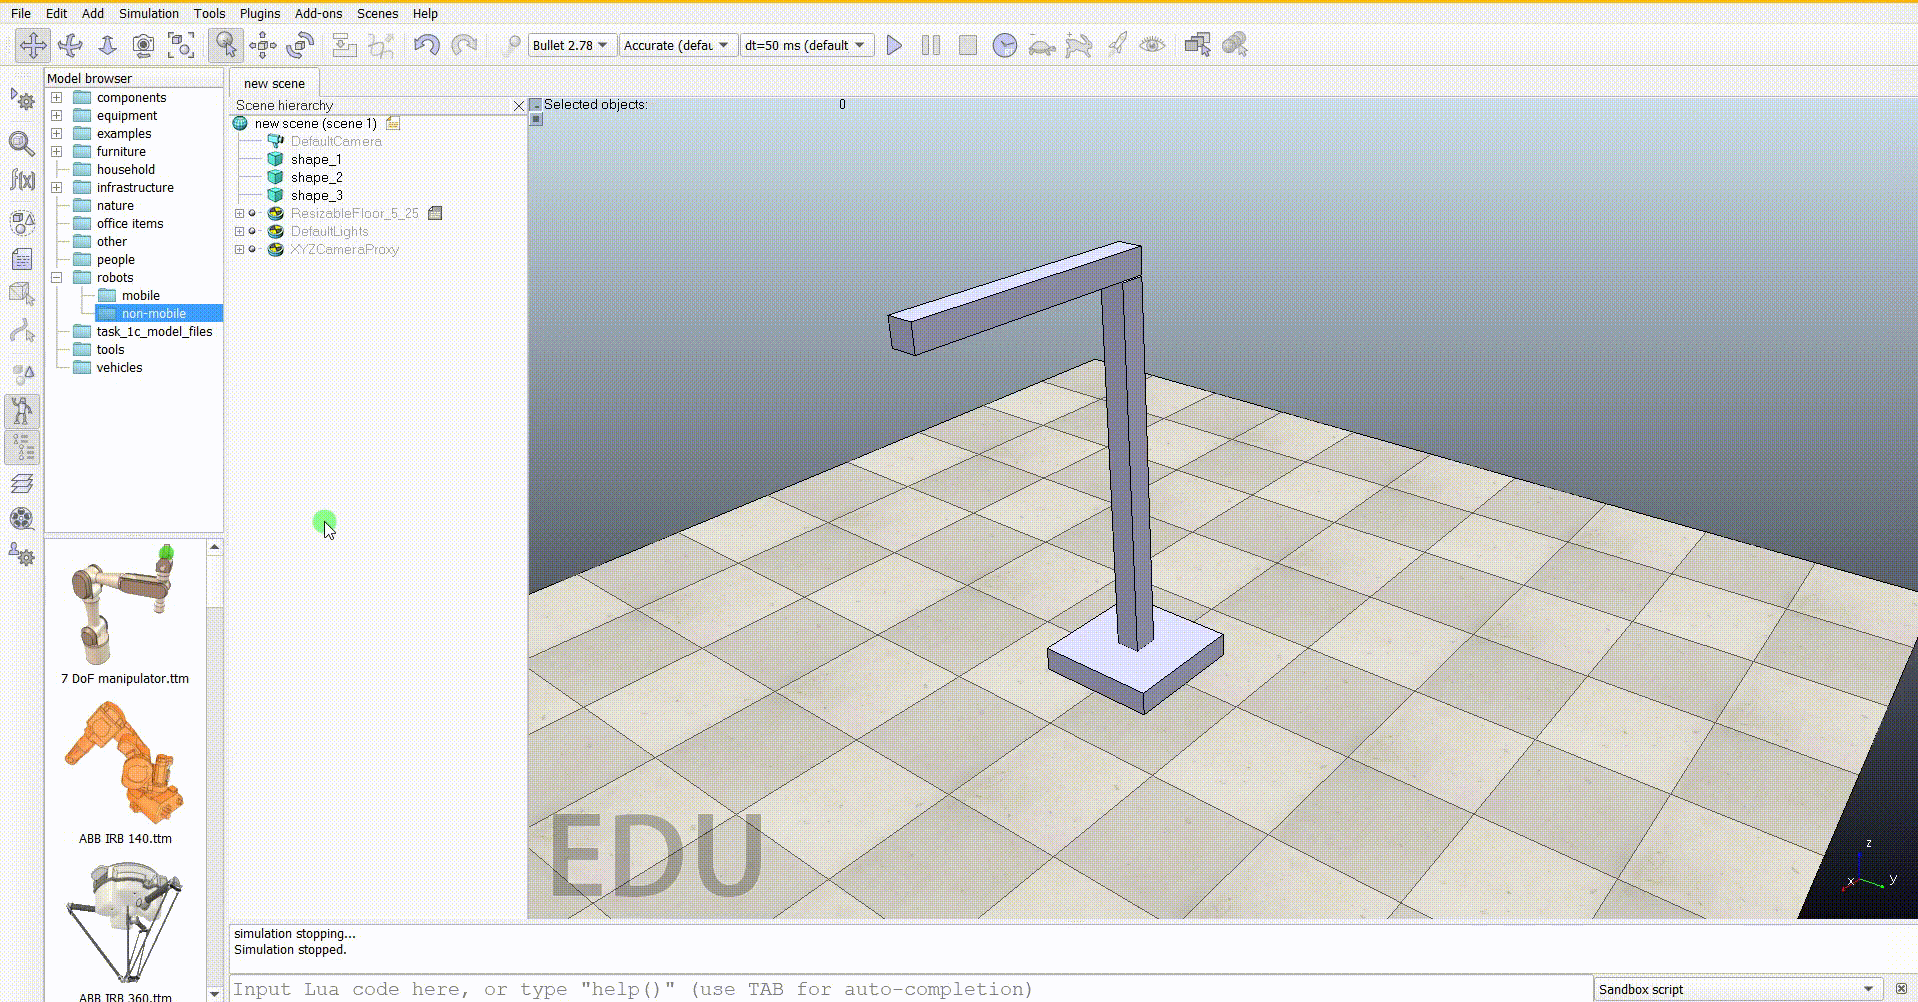 File Edit Add Simulation Tools Plugins Add-ons Scenes Help
Bullet 2.78 Accurate (defau dt=50 ms (default
Model browser
components
equipment
examples
furniture
household
infrastructure
nature
office items
other
people
robots
mobile
non-mobile
task_1c_model_files
tools
vehicles
7 DoF manipulator.ttm
ABB IRB 140.ttm
ABB IRB 360.ttm
new scene
Scene hierarchy
new scene (scene 1)
DefaultCamera
shape_1
shape_2
shape_3
ResizableFloor_5_25
DefaultLights
XYZCameraProxy
Selected objects: 0
f(x)
EDU
z
x
y
simulation stopping...
Simulation stopped.
Input Lua code here, or type "help()" (use TAB for auto-completion)
Sandbox script